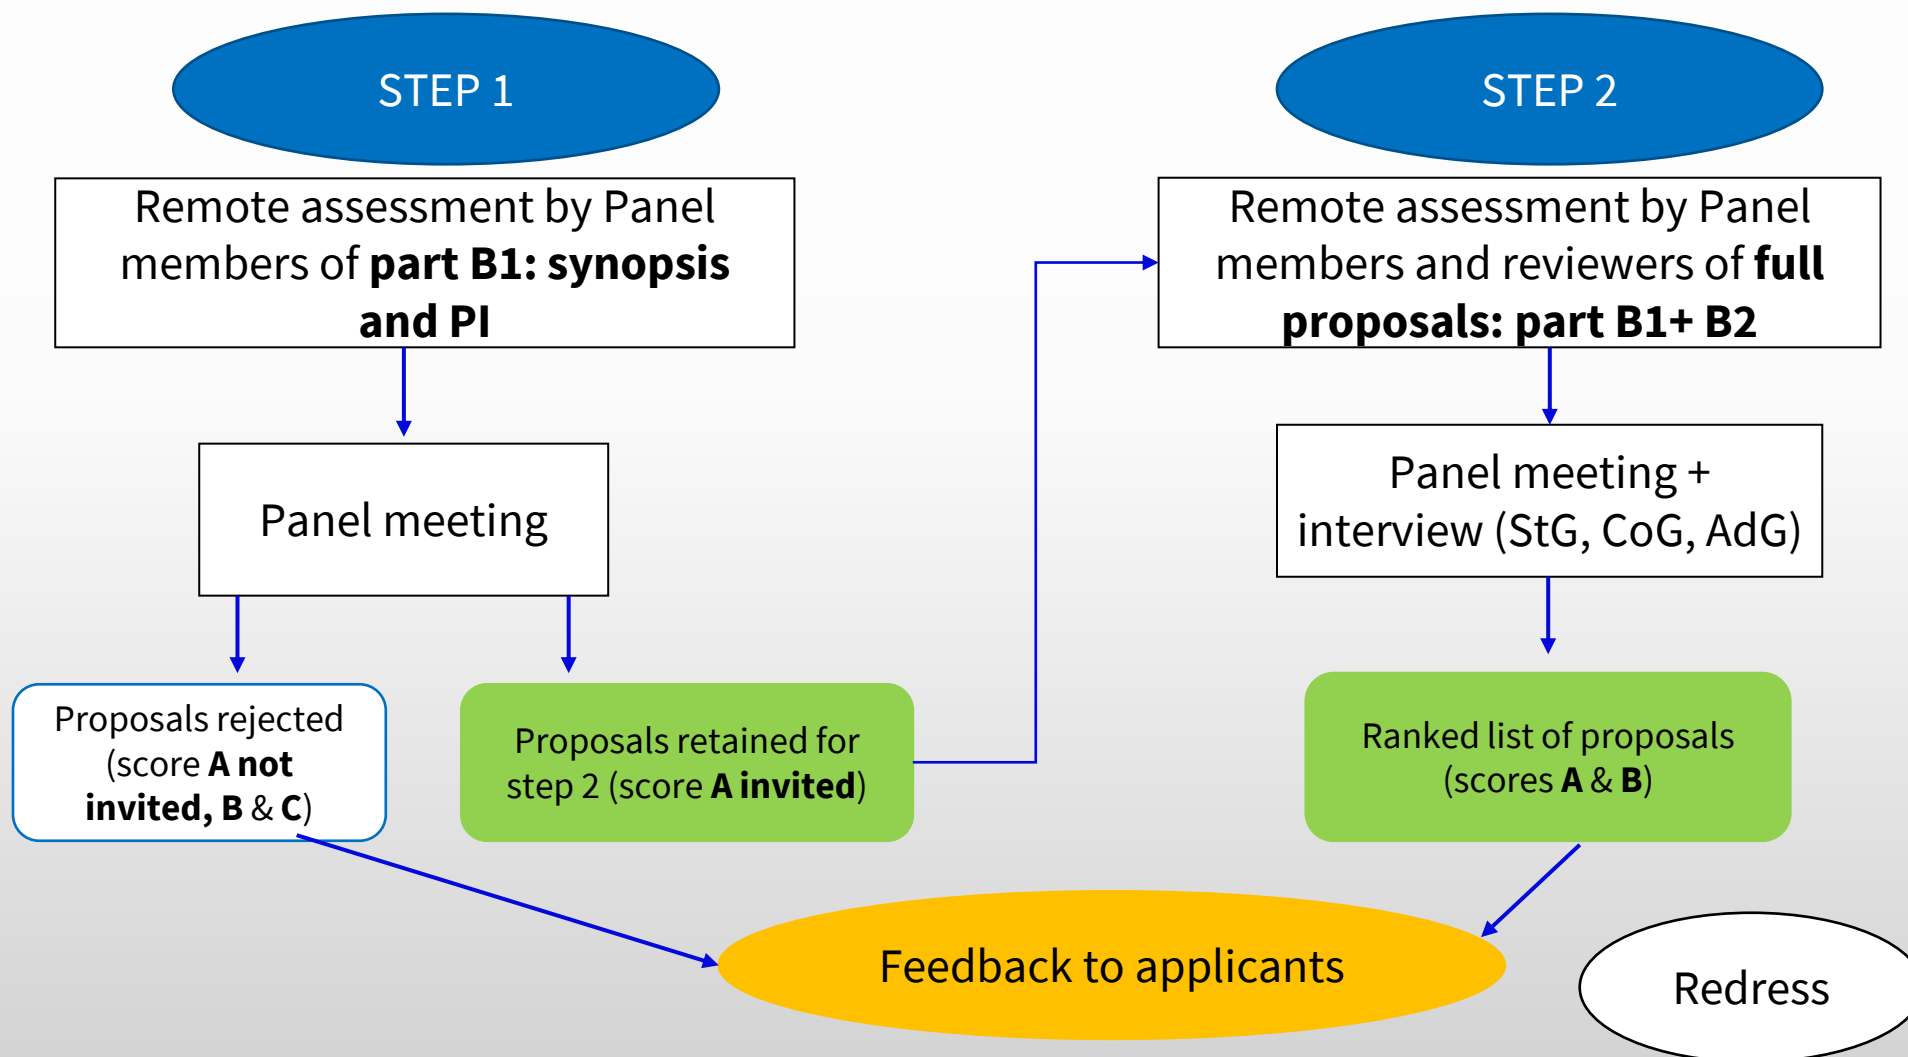 STEP 1
Remote assessment by Panel
members of part B1: synopsis
and PI
Panel meeting
Proposals rejected
(score A not
invited, B & C)
Proposals retained for
step 2 (score A invited)
STEP 2
Remote assessment by Panel
members and reviewers of full
proposals: part B1+ B2
Panel meeting +
interview (StG, CoG, AdG)
Ranked list of proposals
(scores A & B)
Feedback to applicants
Redress